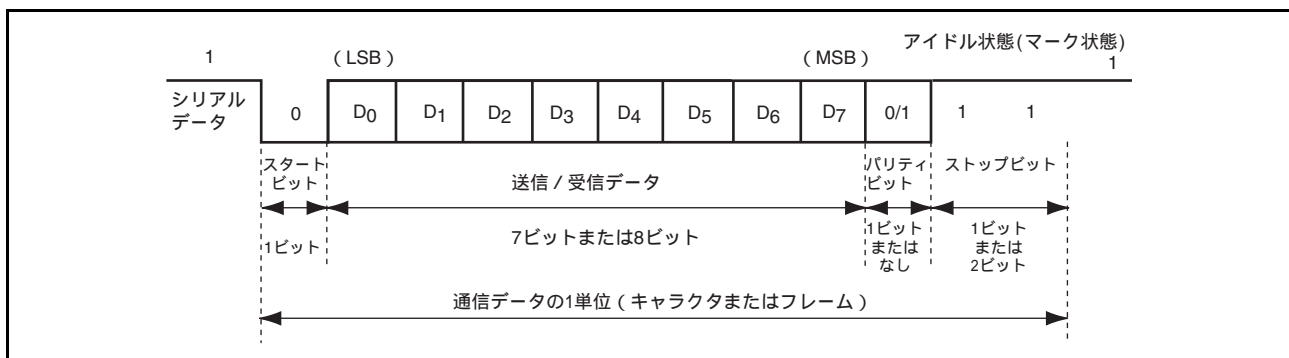 アイドル状態(マーク状態)
1 (LSB) (MSB) 1
シリアル
データ
0 D0 D1 D2 D3 D4 D5 D6 D7 0/1 1 1
スタート
ビット
送信 / 受信データ
パリティ
ビット
ストップビット
1ビット
7ビットまたは8ビット
1ビット
または
なし
1ビット
または
2ビット
通信データの1単位(キャラクタまたはフレーム)